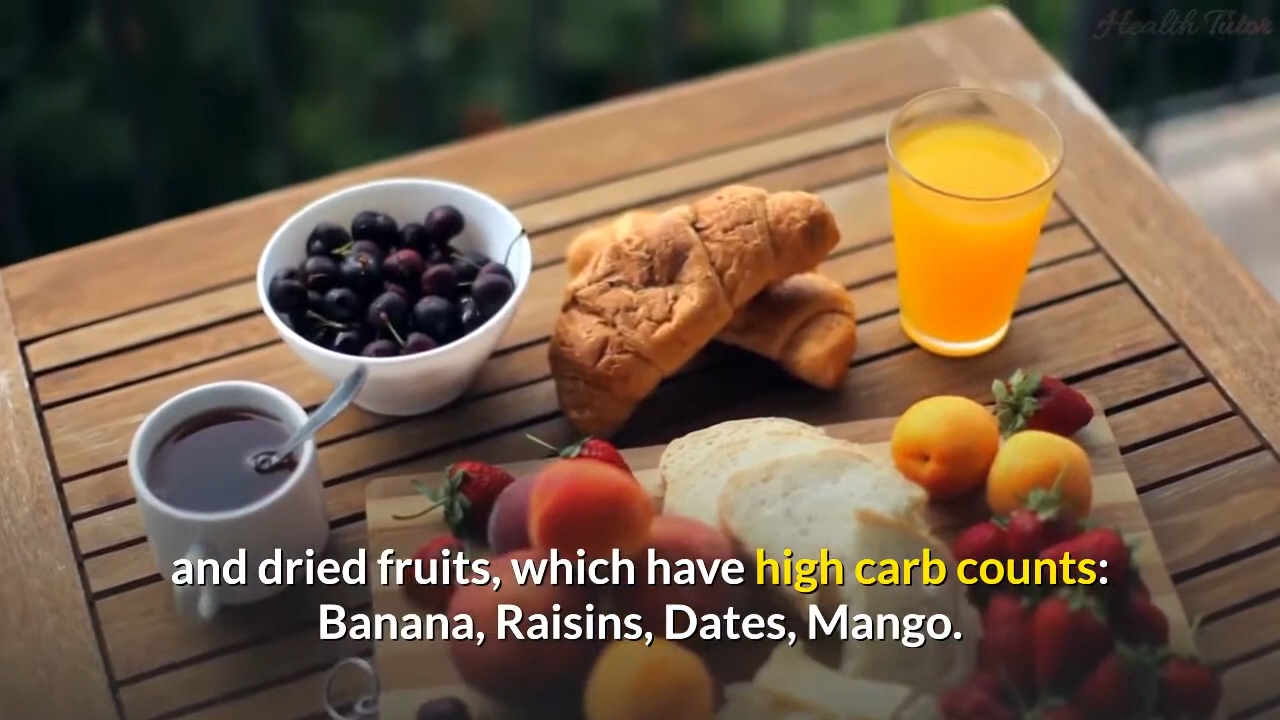 Health Tutor
and dried fruits, which have high carb counts:
Banana, Raisins, Dates, Mango.